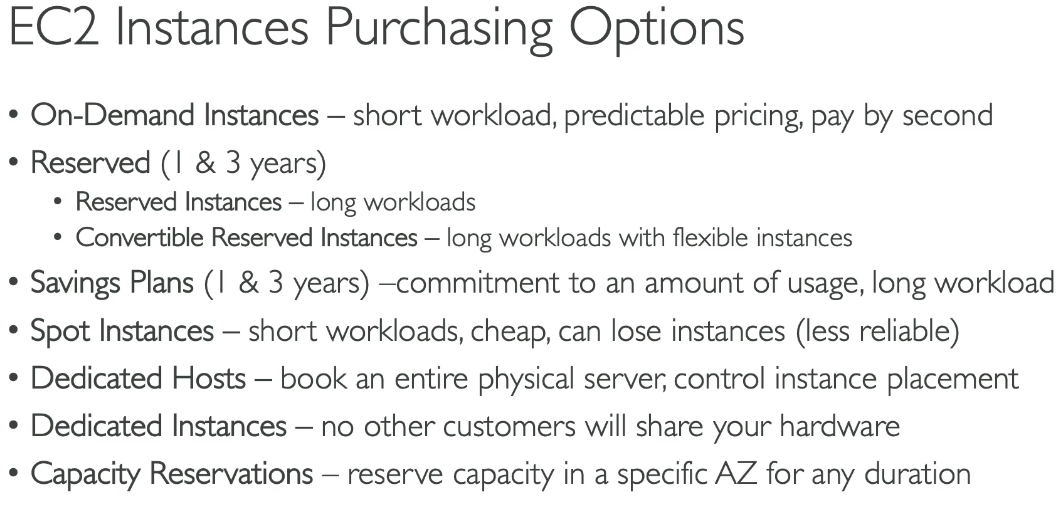 EC2 Instances Purchasing Options
• On-Demand Instances – short workload, predictable pricing, pay by second
• Reserved (1 & 3 years)
• Reserved Instances – long workloads
• Convertible Reserved Instances – long workloads with flexible instances
• Savings Plans (1 & 3 years) –commitment to an amount of usage, long workload
• Spot Instances – short workloads, cheap, can lose instances (less reliable)
• Dedicated Hosts – book an entire physical server, control instance placement
• Dedicated Instances – no other customers will share your hardware
• Capacity Reservations – reserve capacity in a specific AZ for any duration